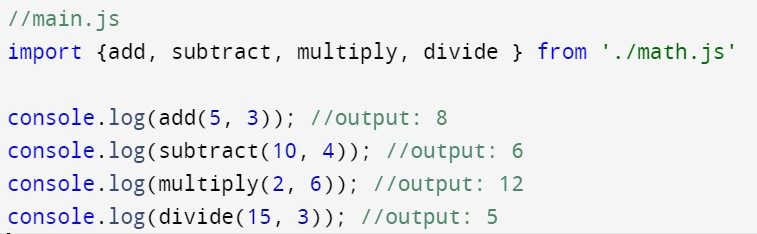 //main.js
import {add, subtract, multiply, divide } from './math.js'
console.log(add(5, 3)); //output: 8
console.log(subtract(10, 4)); //output: 6
console.log(multiply(2, 6)); //output: 12
console.log(divide(15, 3)); //output: 5